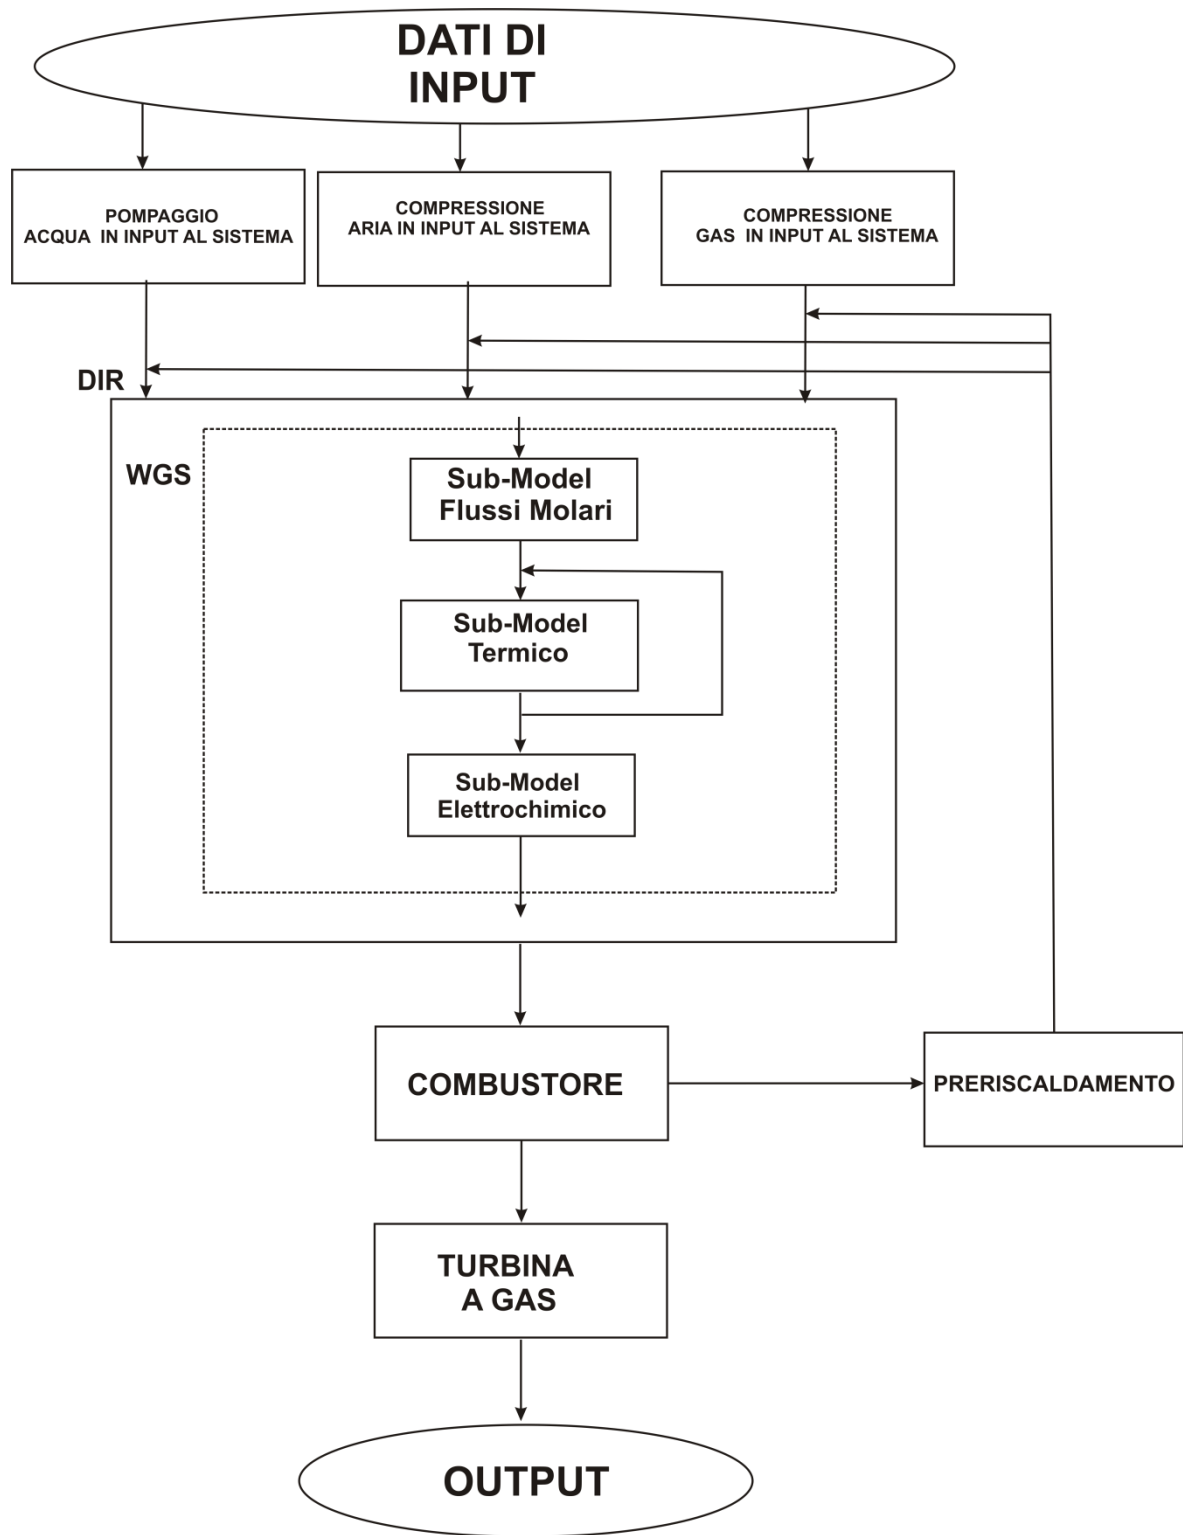 DATI DI
INPUT
POMPAGGIO
ACQUA IN INPUT AL SISTEMA
COMPRESSIONE
ARIA IN INPUT AL SISTEMA
COMPRESSIONE
GAS IN INPUT AL SISTEMA
DIR
WGS
Sub-Model
Flussi Molari
Sub-Model
Termico
Sub-Model
Elettrochimico
COMBUSTORE
PRERISCALDAMENTO
TURBINA
A GAS
OUTPUT